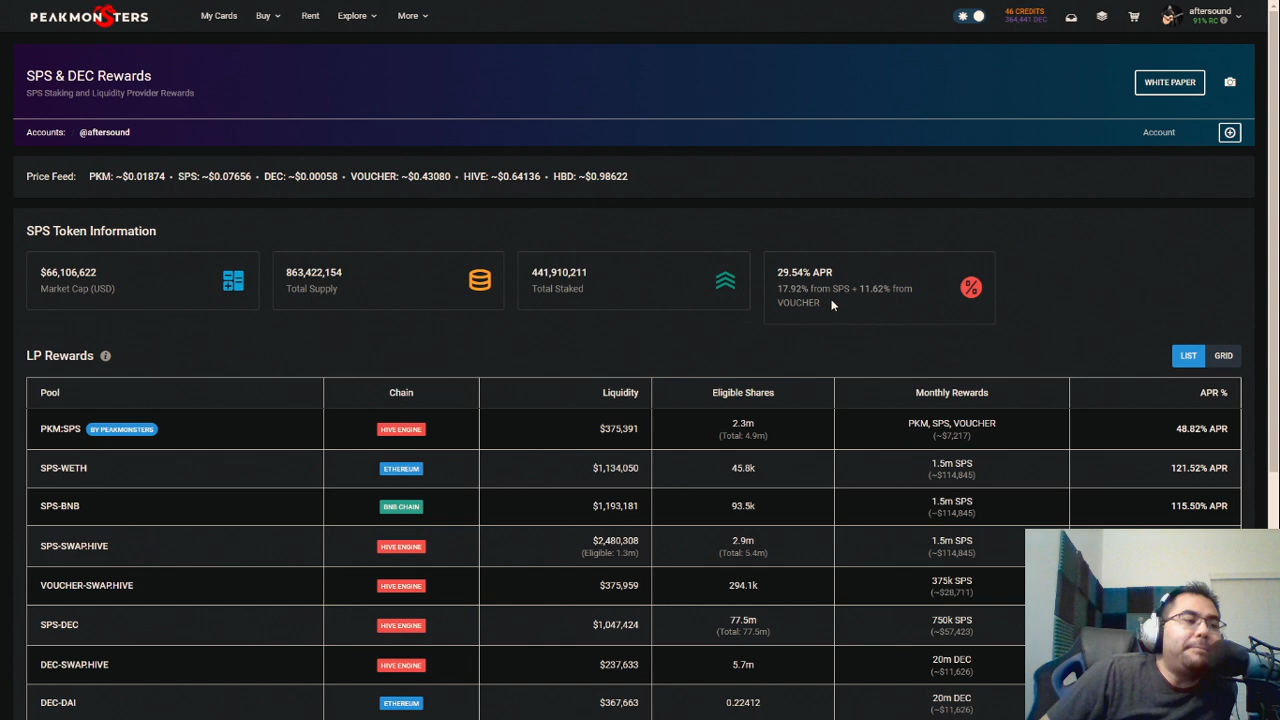 PEAKMONSTERS
My Cards
Buy
Rent
Explore
More
46 CREDITS
364,441 DEC
aftersound
91% RC
SPS & DEC Rewards
SPS Staking and Liquidity Provider Rewards
WHITE PAPER
Accounts: @aftersound
Account
Price Feed: PKM: ~$0.01874 • SPS: ~$0.07656 • DEC: ~$0.00058 • VOUCHER: ~$0.43080 • HIVE: ~$0.64136 • HBD: ~$0.98622
SPS Token Information
$66,106,622
Market Cap (USD)
863,422,154
Total Supply
441,910,211
Total Staked
29.54% APR
17.92% from SPS + 11.62% from
VOUCHER
LP Rewards
LIST
GRID
Pool Chain Liquidity Eligible Shares Monthly Rewards APR %
PKM:SPS BY PEAKMONSTERS HIVE ENGINE $375,391 2.3m PKM, SPS, VOUCHER 48.82% APR
(Total: 4.9m) (~$7,217)
SPS-WETH ETHEREUM $1,134,050 45.8k 1.5m SPS 121.52% APR
(~$114,845)
SPS-BNB BNB CHAIN $1,193,181 93.5k 1.5m SPS 115.50% APR
(~$114,845)
SPS-SWAP.HIVE HIVE ENGINE $2,480,308 2.9m 1.5m SPS
(Eligible: 1.3m) (Total: 5.4m) (~$114,845)
VOUCHER-SWAP.HIVE HIVE ENGINE $375,959 294.1k 375k SPS
(~$28,711)
SPS-DEC HIVE ENGINE $1,047,424 77.5m 750k SPS
(Total: 77.5m) (~$57,423)
DEC-SWAP.HIVE HIVE ENGINE $237,633 5.7m 20m DEC
(~$11,626)
DEC-DAI ETHEREUM $367,663 0.22412 20m DEC
(~$11,626)